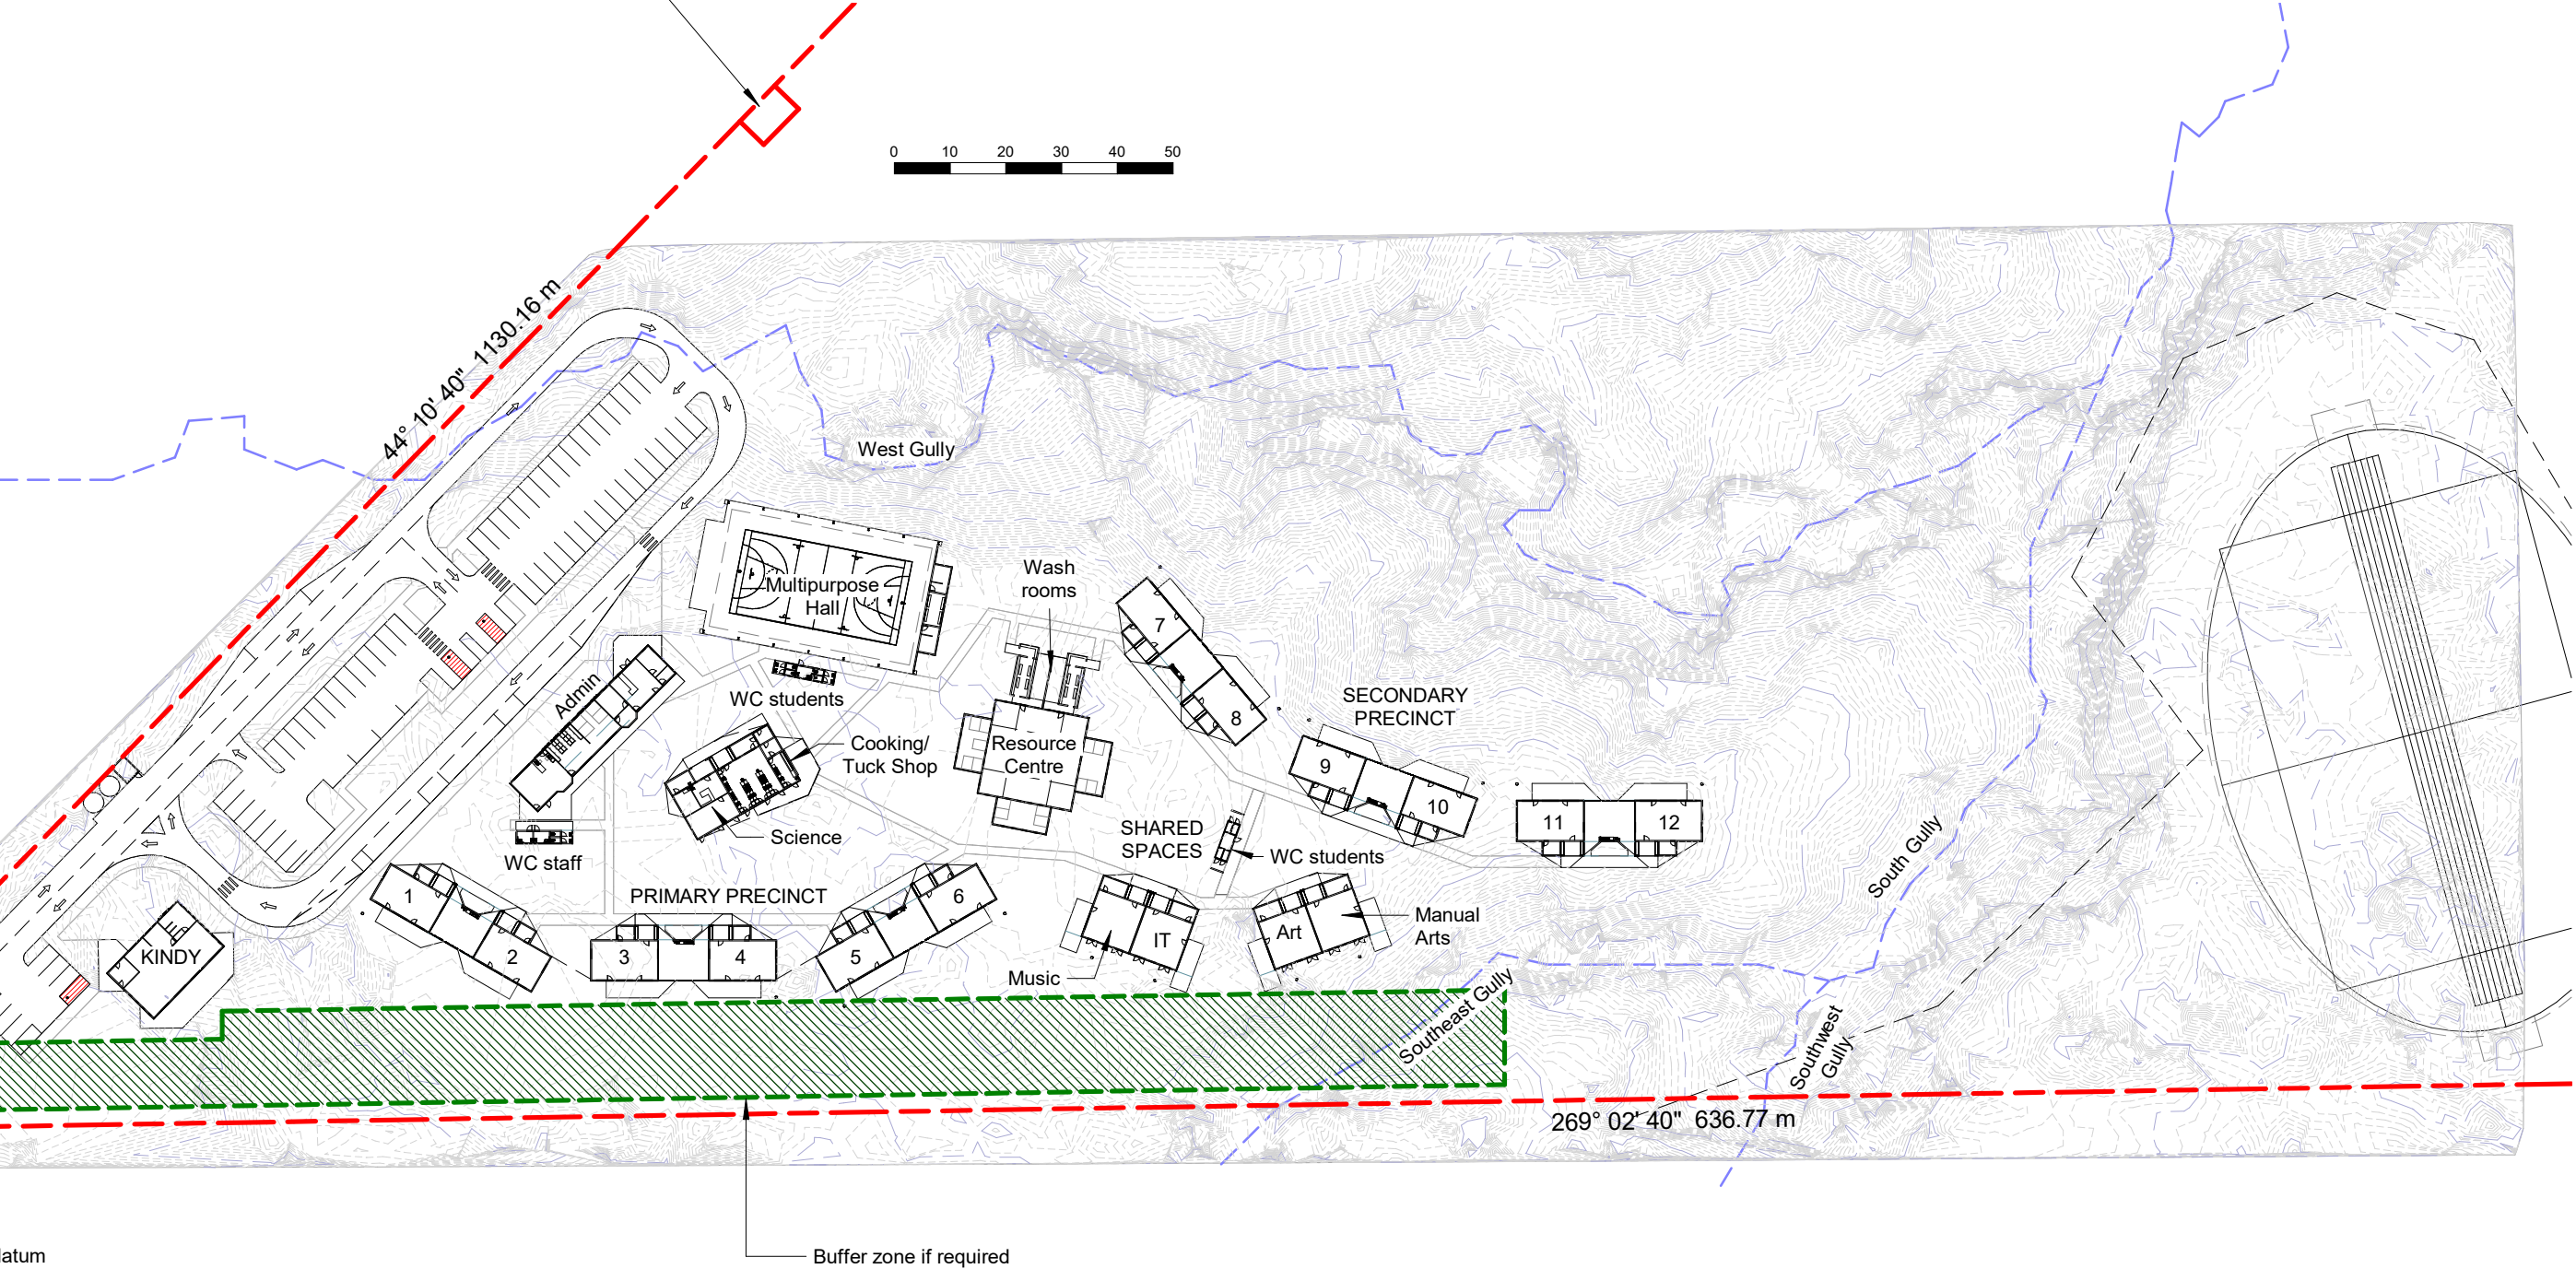 0 10 20 30 40 50
44° 10' 40" 1130.16 m
West Gully
Multipurpose
Hall
Wash
rooms
7
8
Admin
WC students
SECONDARY
PRECINCT
Cooking/
Tuck Shop
Resource
Centre
9
10
11
12
Science
SHARED
SPACES
WC students
WC staff
South Gully
1
2
PRIMARY PRECINCT
3
4
5
6
Music
IT
Art
Manual
Arts
KINDY
Southeast Gully
Southwest
Gully
269° 02' 40" 636.77 m
Buffer zone if required
latum